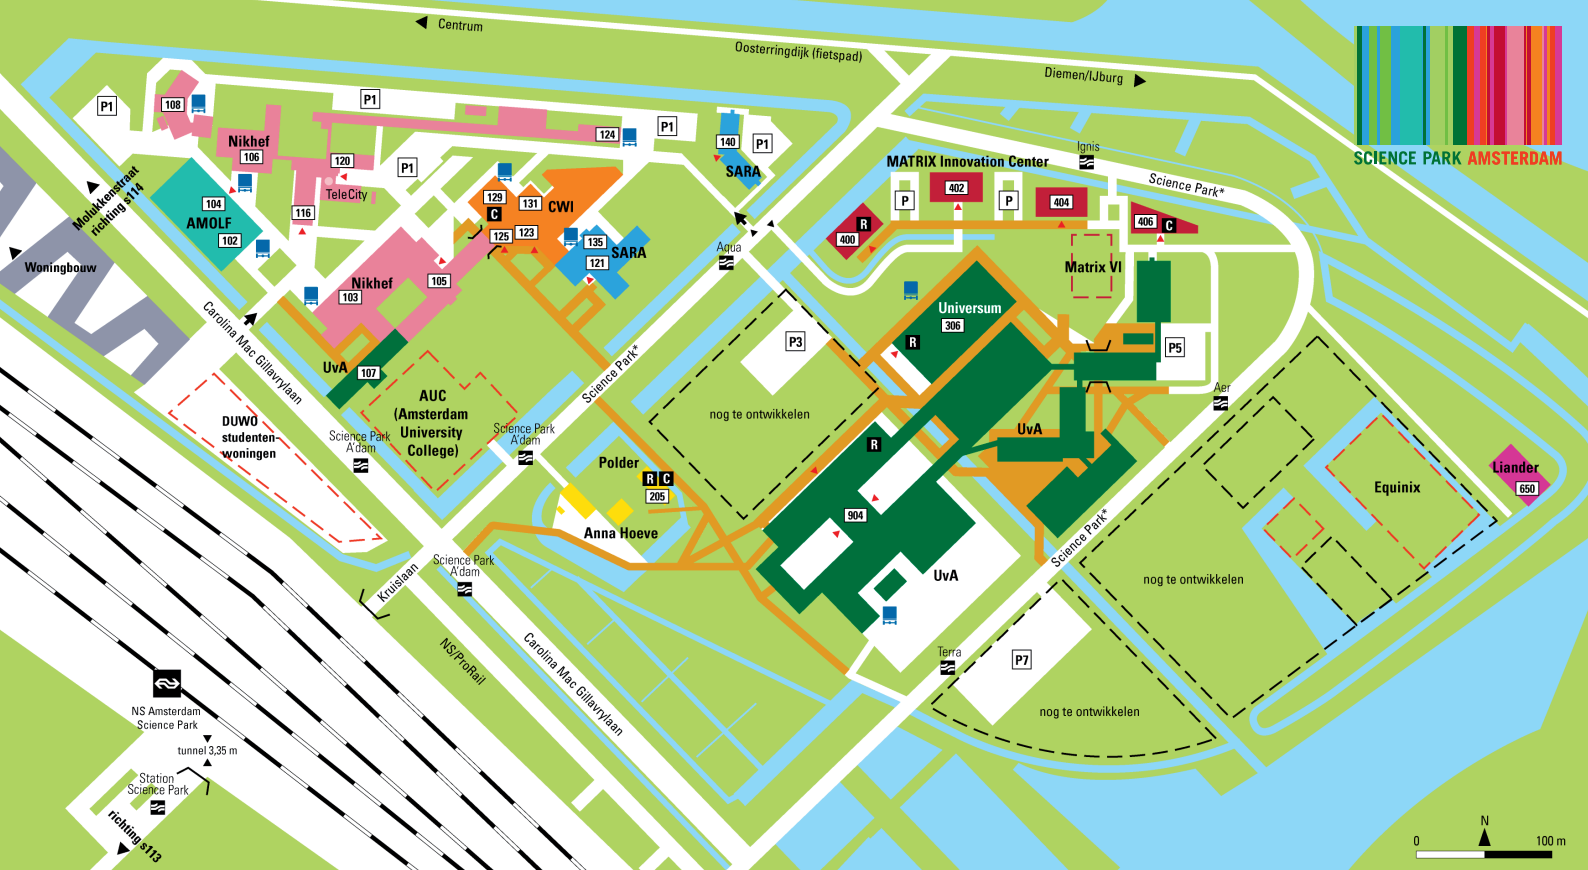 Centrum
Oosterringdijk (fietspad)
Diemen/IJburg
SCIENCE PARK AMSTERDAM
P1
108
P1
Nikhef
106
120
TeleCity
P1
124
P1
140
P1
SARA
MATRIX Innovation Center
Ignis
Science Park*
P
402
P
404
406
C
R
400
Matrix VI
Molukkenstraat
richting s114
Woningbouw
104
AMOLF
102
116
129
131
CWI
C
125
123
135
SARA
121
Aqua
Nikhef
103
105
Universum
306
R
P3
P5
Aer
Carolina Mac Gillavrylaan
UvA
107
AUC
(Amsterdam
University
College)
Science Park*
nog te ontwikkelen
DUWO
studenten-
woningen
Science Park
A'dam
Science Park
A'dam
Polder
R C
205
Anna Hoeve
R
UvA
904
UvA
Liander
650
Equinix
Science Park*
nog te ontwikkelen
Science Park
A'dam
Kruislaan
NS/ProRail
Carolina Mac Gillavrylaan
Terra
P7
nog te ontwikkelen
NS Amsterdam
Science Park
tunnel 3,35 m
Station
Science Park
richting s113
N
0
100 m